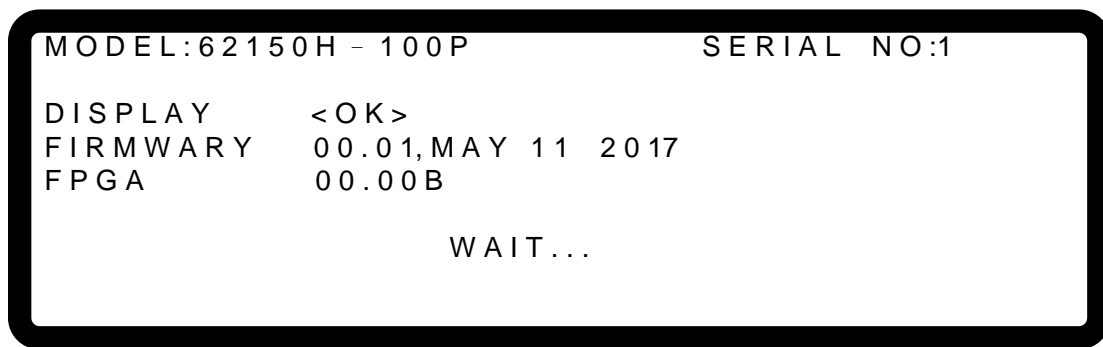 MODEL:62150H – 100P SERIAL NO:1
DISPLAY <OK>
FIRMWARY 00.01,MAY 11 2017
FPGA 00.00B
WAIT...